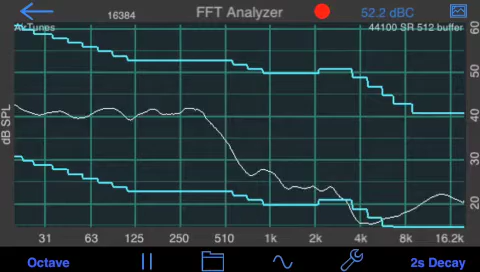 16384 FFT Analyzer 52.2 dBC
AirTunes 44100 SR 512 buffer
60
50
40
30
20
dB SPL
31 63 125 250 510 1k 2k 4k 8k 16.2k
Octave 2s Decay